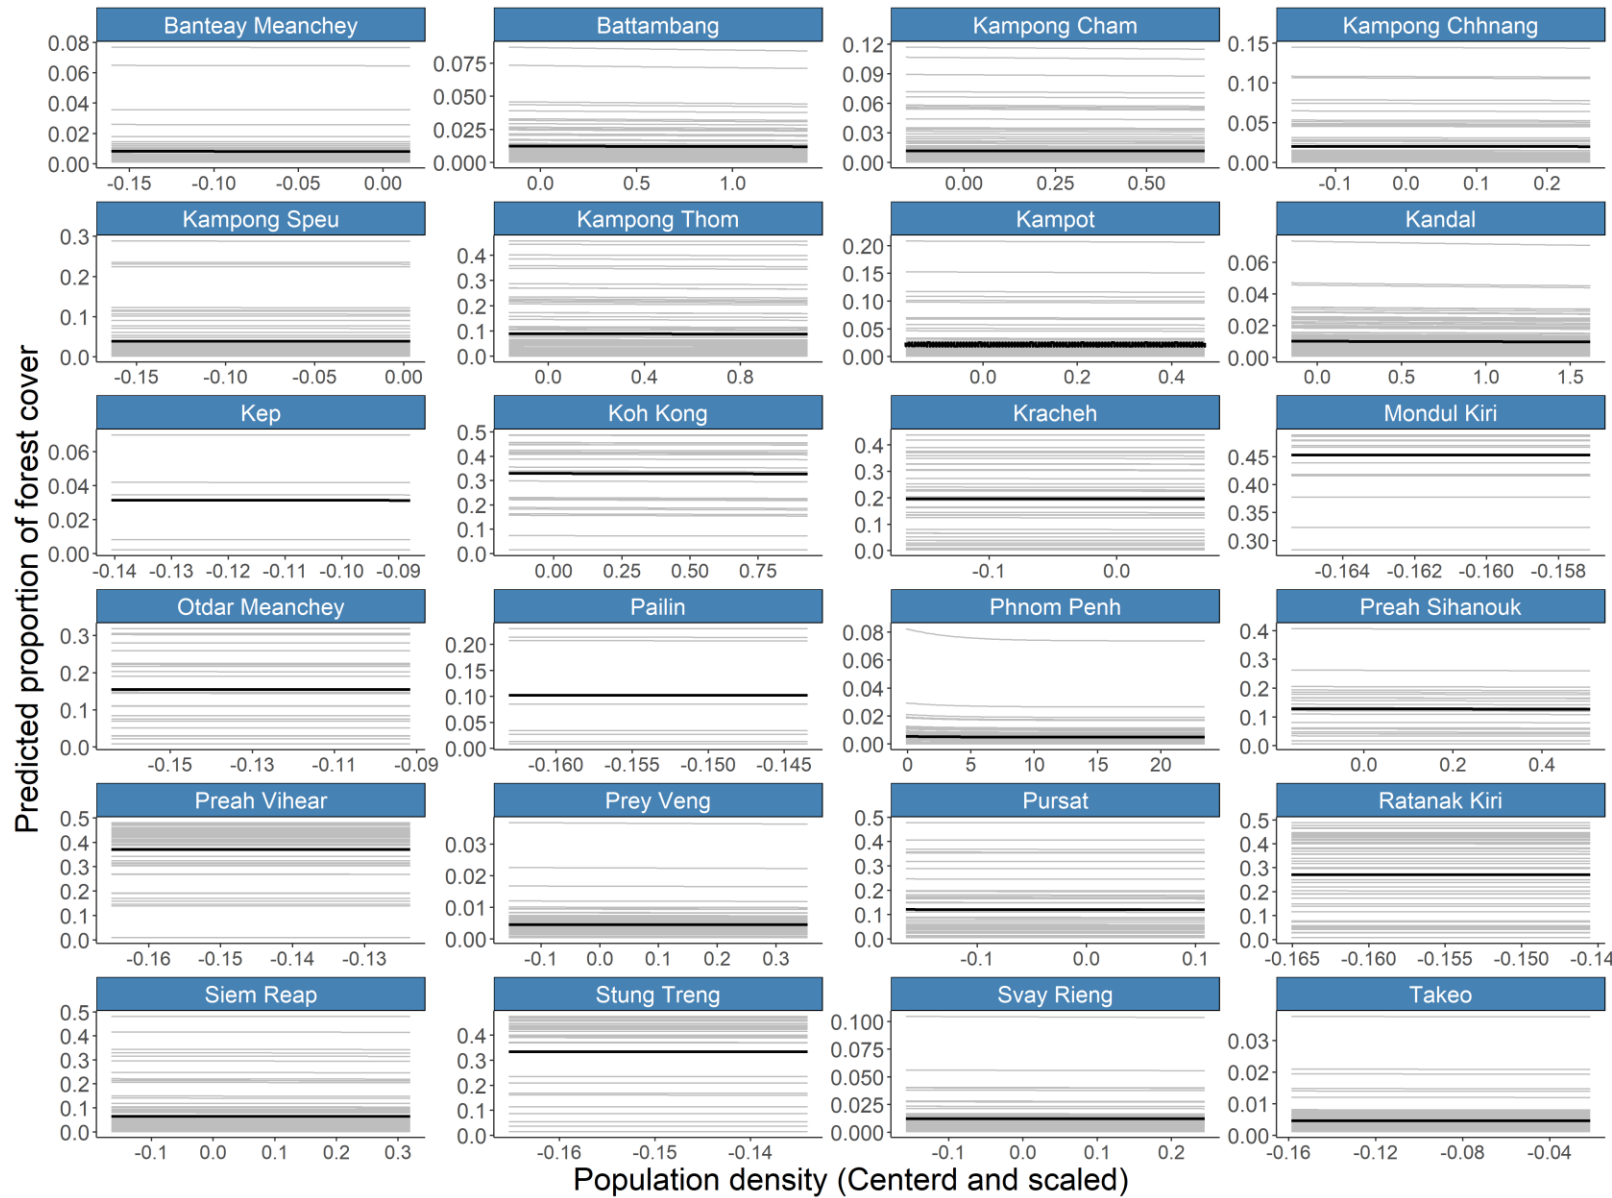 Banteay Meanchey Battambang Kampong Cham Kampong Chhnang
0.08 0.06 0.04 0.02 0.00
0.075 0.050 0.025 0.000
0.12 0.09 0.06 0.03 0.00
0.15 0.10 0.05 0.00
-0.15 -0.10 -0.05 0.00
0.0 0.5 1.0
0.00 0.25 0.50
-0.1 0.0 0.1 0.2
Kampong Speu Kampong Thom Kampot Kandal
0.3 0.2 0.1 0.0
0.4 0.3 0.2 0.1 0.0
0.20 0.15 0.10 0.05 0.00
0.06 0.04 0.02 0.00
-0.15 -0.10 -0.05 0.00
0.0 0.4 0.8
0.0 0.2 0.4
0.0 0.5 1.0 1.5
Predicted proportion of forest cover
Kep Koh Kong Kracheh Mondul Kiri
0.06 0.04 0.02 0.00
0.5 0.4 0.3 0.2 0.1 0.0
0.4 0.3 0.2 0.1 0.0
0.45 0.40 0.35 0.30
-0.14 -0.13 -0.12 -0.11 -0.10 -0.09
0.00 0.25 0.50 0.75
-0.1 0.0
-0.164 -0.162 -0.160 -0.158
Otdar Meanchey Pailin Phnom Penh Preah Sihanouk
0.3 0.2 0.1 0.0
0.20 0.15 0.10 0.05 0.00
0.08 0.06 0.04 0.02 0.00
0.4 0.3 0.2 0.1 0.0
-0.15 -0.13 -0.11 -0.09
-0.160 -0.155 -0.150 -0.145
0 5 10 15 20
0.0 0.2 0.4
Preah Vihear Prey Veng Pursat Ratanak Kiri
0.5 0.4 0.3 0.2 0.1 0.0
0.03 0.02 0.01 0.00
0.5 0.4 0.3 0.2 0.1 0.0
0.5 0.4 0.3 0.2 0.1 0.0
-0.16 -0.15 -0.14 -0.13
-0.1 0.0 0.1 0.2 0.3
-0.1 0.0 0.1
-0.165 -0.160 -0.155 -0.150 -0.14
Siem Reap Stung Treng Svay Rieng Takeo
0.5 0.4 0.3 0.2 0.1 0.0
0.4 0.3 0.2 0.1 0.0
0.100 0.075 0.050 0.025 0.000
0.03 0.02 0.01 0.00
-0.1 0.0 0.1 0.2 0.3
-0.16 -0.15 -0.14
-0.1 0.0 0.1 0.2
-0.16 -0.12 -0.08 -0.04
Population density (Centerd and scaled)